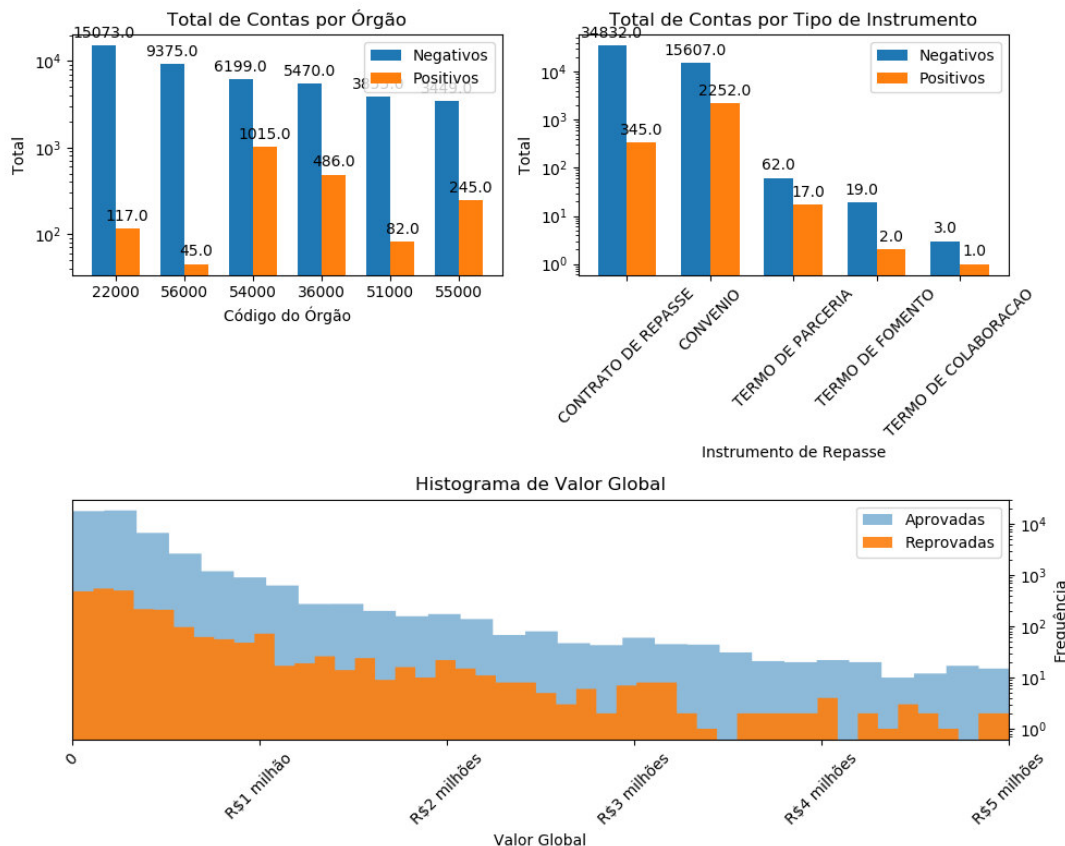 Total de Contas por Órgão
15073.0
9375.0
6199.0
5470.0
3449.0
1015.0
486.0
245.0
117.0
82.0
45.0
Negativos
Positivos
10^4
10^3
10^2
Total
22000 56000 54000 36000 51000 55000
Código do Órgão
Total de Contas por Tipo de Instrumento
34832.0
15607.0
2252.0
345.0
62.0
17.0
19.0
2.0
3.0
1.0
Negativos
Positivos
10^4
10^3
10^2
10^1
10^0
Total
CONTRATO DE REPASSE
CONVENIO
TERMO DE PARCERIA
TERMO DE FOMENTO
TERMO DE COLABORACAO
Instrumento de Repasse
Histograma de Valor Global
Aprovadas
Reprovadas
10^4
10^3
10^2
10^1
10^0
Frequência
0
R$1 milhão
R$2 milhões
R$3 milhões
R$4 milhões
R$5 milhões
Valor Global